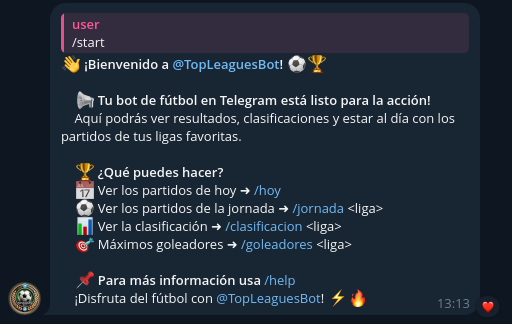 user
/start
👋 ¡Bienvenido a @TopLeaguesBot! ⚽🏆
📢 Tu bot de fútbol en Telegram está listo para la acción!
Aquí podrás ver resultados, clasificaciones y estar al día con los
partidos de tus ligas favoritas.
🏆 ¿Qué puedes hacer?
📅 Ver los partidos de hoy ➜ /hoy
⚽ Ver los partidos de la jornada ➜ /jornada <liga>
📊 Ver la clasificación ➜ /clasificacion <liga>
🎯 Máximos goleadores ➜ /goleadores <liga>
📌 Para más información usa /help
¡Disfruta del fútbol con @TopLeaguesBot! ⚡🔥
13:13